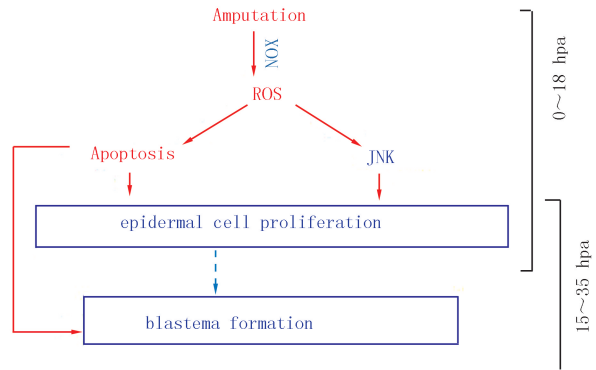 Amputation
NOX
ROS
Apoptosis
JNK
epidermal cell proliferation
blastema formation
0~18 hpa
15~35 hpa